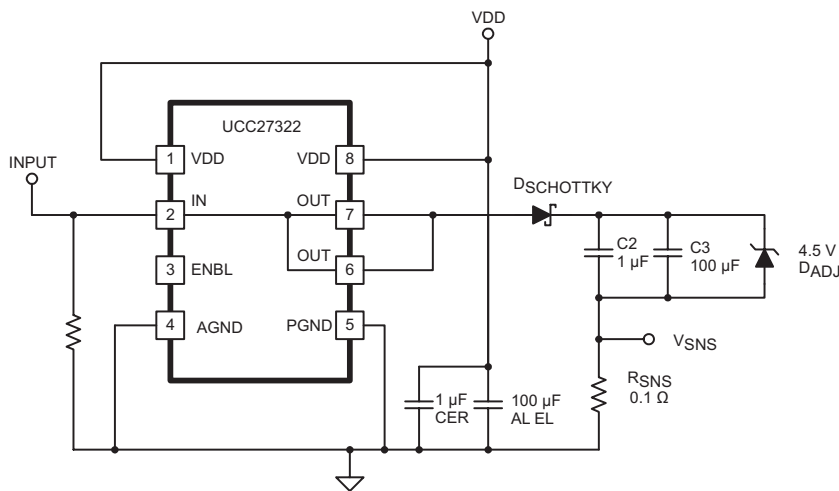 VDD
UCC27322
INPUT
1 VDD
VDD 8
2 IN
OUT 7
DSCHOTTKY
3 ENBL
OUT 6
C2
1 µF
C3
100 µF
4.5 V
DADJ
4 AGND
PGND 5
VSNS
1 µF
CER
100 µF
AL EL
RSNS
0.1 Ω